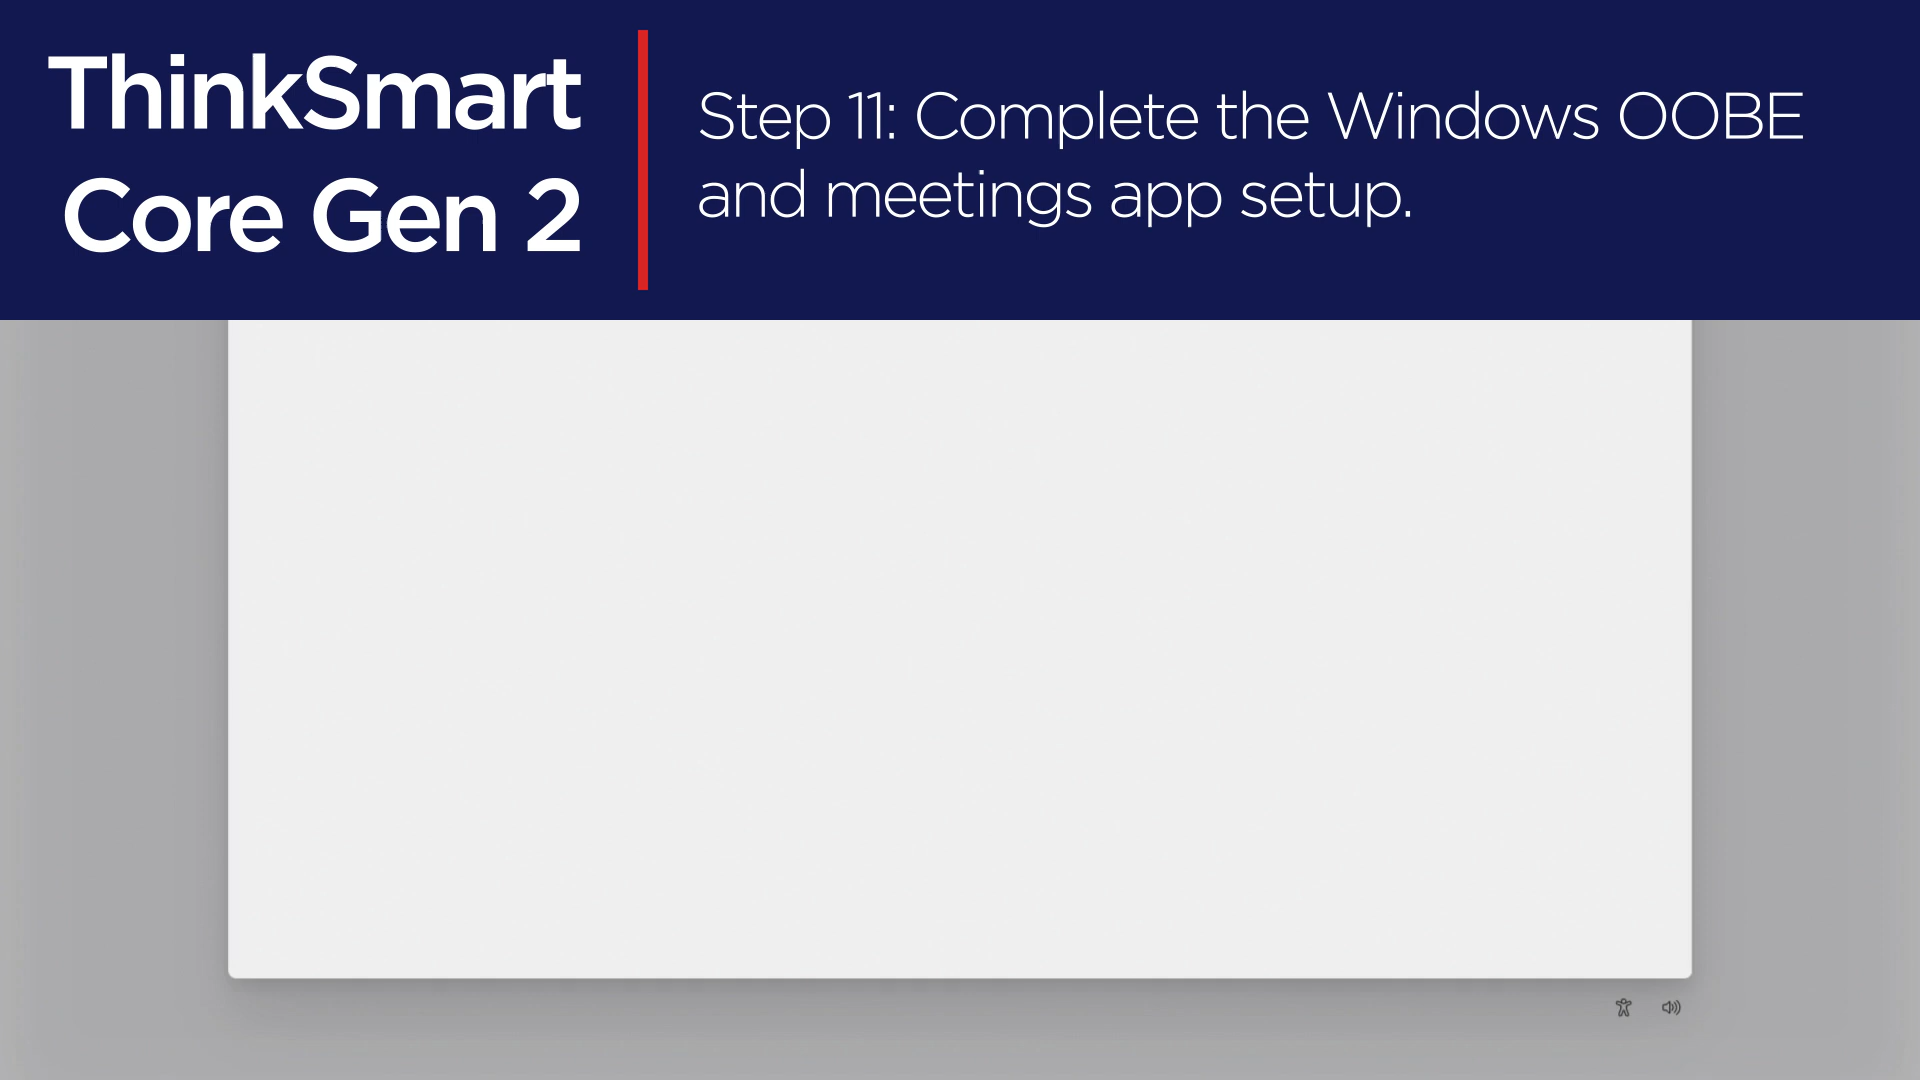 ThinkSmart
Core Gen 2
Step 11: Complete the Windows OOBE
and meetings app setup.